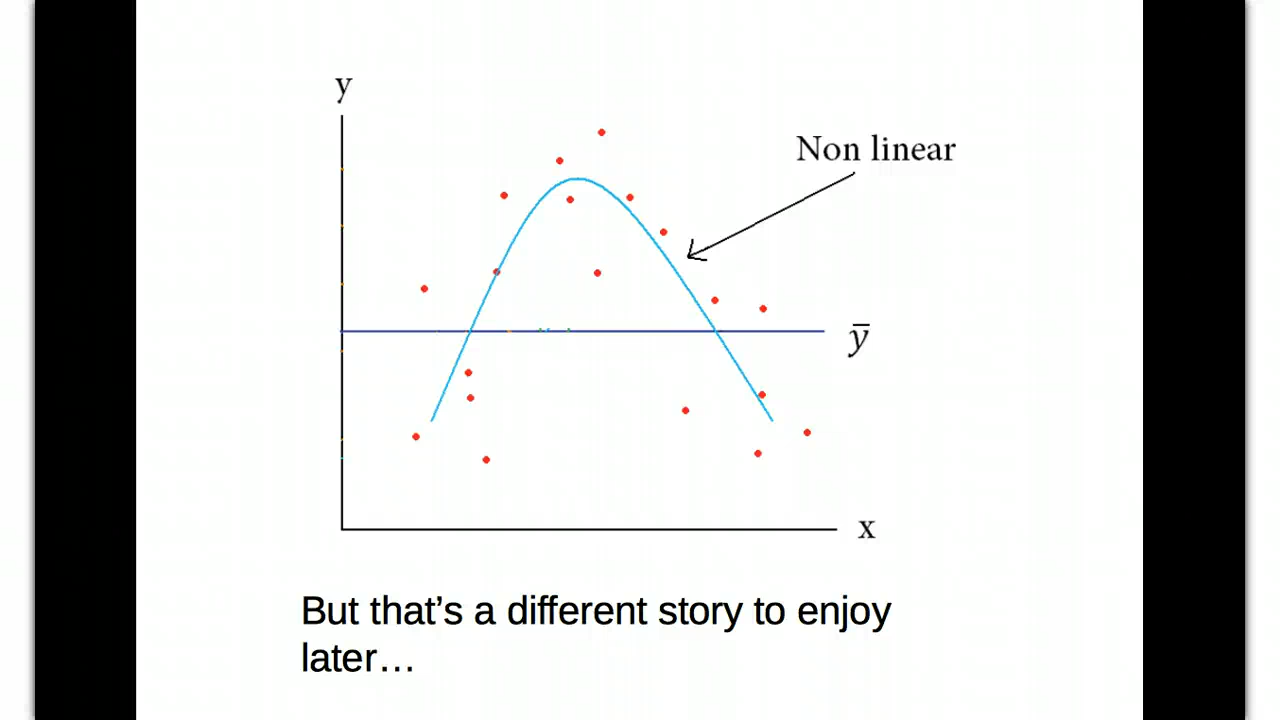 y
Non linear
ȳ
x
But that’s a different story to enjoy
later…